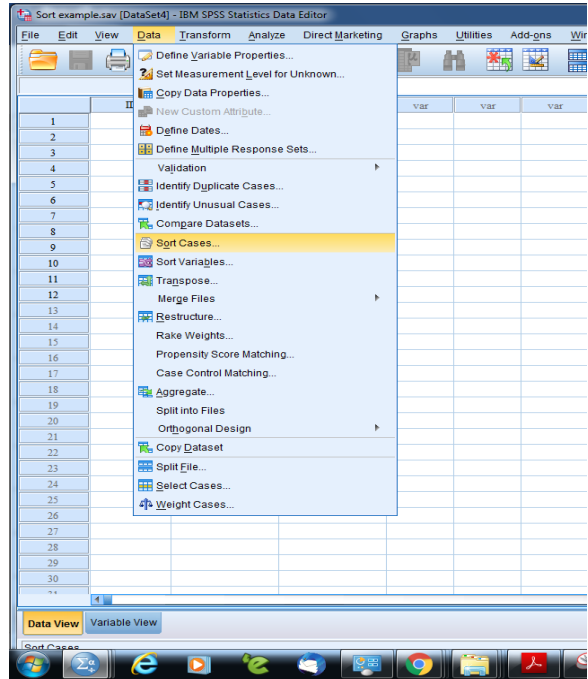 Sort example.sav [DataSet4] - IBM SPSS Statistics Data Editor
File Edit View Data Transform Analyze Direct Marketing Graphs Utilities Add-ons
Define Variable Properties...
Set Measurement Level for Unknown...
Copy Data Properties...
New Custom Attribute...
Define Dates...
Define Multiple Response Sets...
Validation
Identify Duplicate Cases...
Identify Unusual Cases...
Compare Datasets...
Sort Cases...
Sort Variables...
Transpose...
Merge Files
Restructure...
Rake Weights...
Propensity Score Matching...
Case Control Matching...
Aggregate...
Split into Files
Orthogonal Design
Copy Dataset
Split File...
Select Cases...
Weight Cases...
var var var
1
2
3
4
5
6
7
8
9
10
11
12
13
14
15
16
17
18
19
20
21
22
23
24
25
26
27
28
29
30
Data View Variable View
Sort Cases